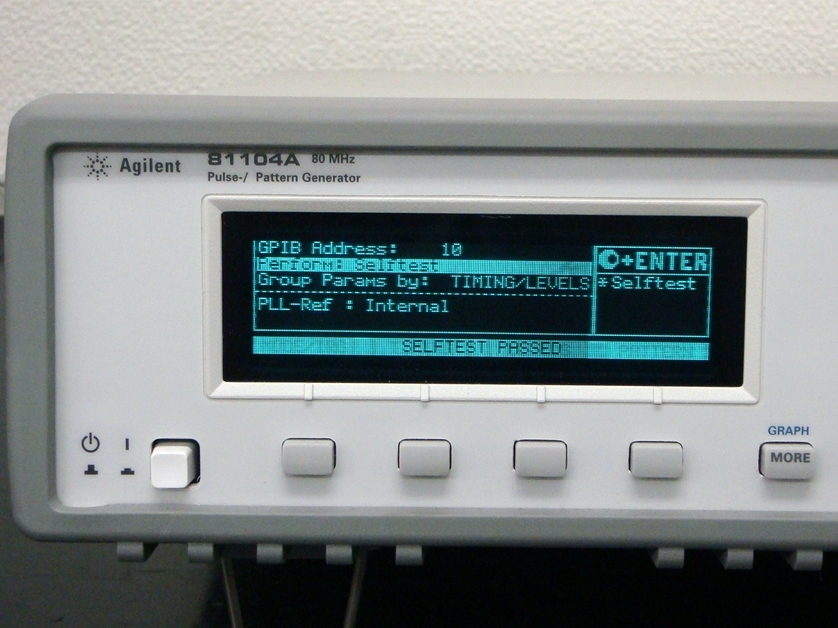 Agilent
81104A 80 MHz
Pulse-/ Pattern Generator
GPIB Address: 10
Perform: Selftest
Group Params by: TIMING/LEVELS
PLL-Ref : Internal
+ENTER
*Selftest
SELFTEST PASSED
GRAPH
MORE